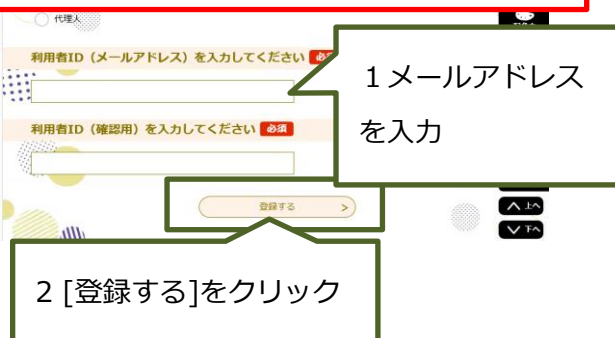 代理人
利用者ID（メールアドレス）を入力してください
１メールアドレス
を入力
利用者ID（確認用）を入力してください 必須
登録する >
上へ
下へ
2 [登録する]をクリック